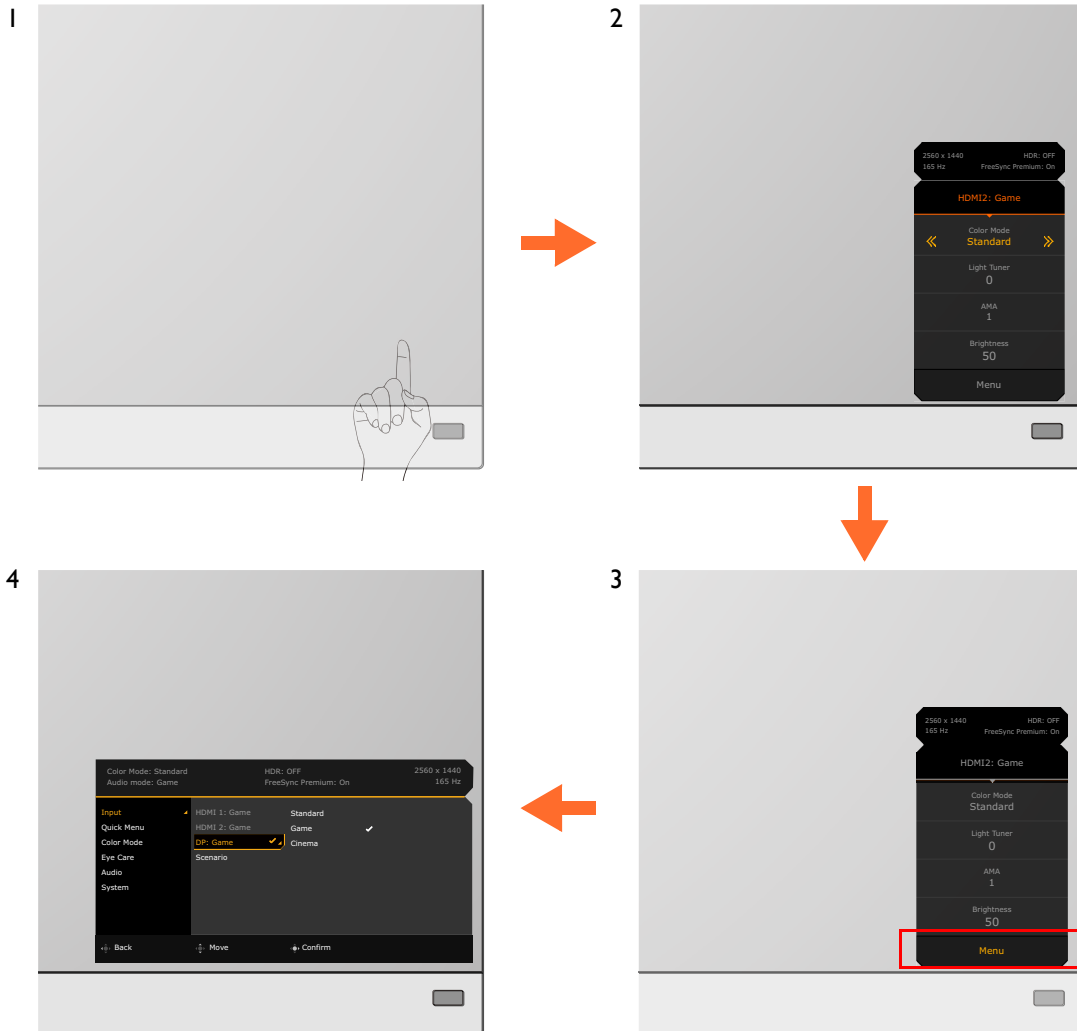 1
2
2560 x 1440 HDR: OFF
165 Hz FreeSync Premium: On
HDMI2: Game
Color Mode
Standard
Light Tuner
0
AMA
1
Brightness
50
Menu
3
2560 x 1440 HDR: OFF
165 Hz FreeSync Premium: On
HDMI2: Game
Color Mode
Standard
Light Tuner
0
AMA
1
Brightness
50
Menu
4
Color Mode: Standard HDR: OFF 2560 x 1440
Audio mode: Game FreeSync Premium: On 165 Hz
Input HDMI 1: Game Standard
Quick Menu HDMI 2: Game Game
Color Mode DP: Game Cinema
Eye Care Scenario
Audio
System
Back Move Confirm